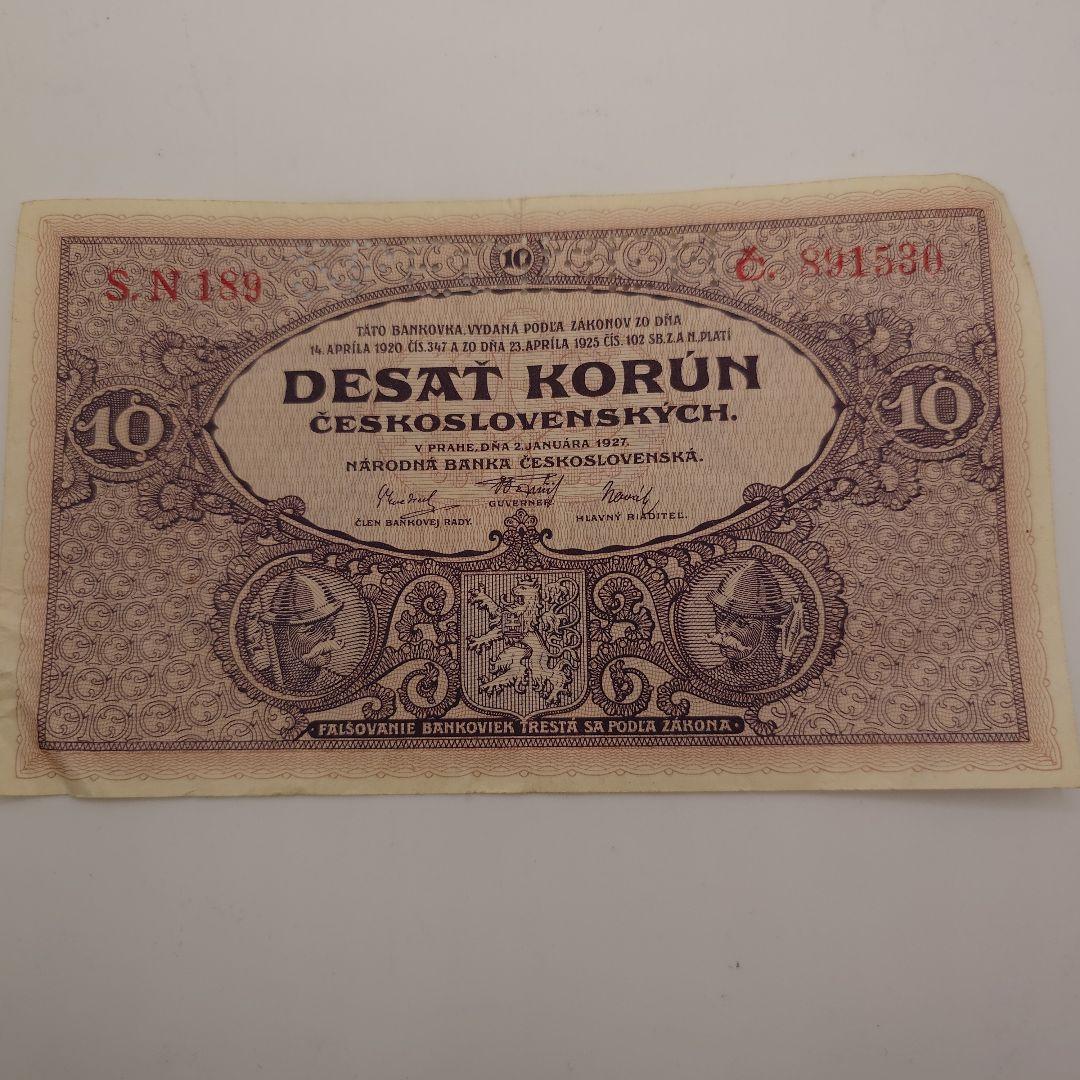 10
S. N 189
Č. 891530
TÁTO BANKOVKA, VYDANÁ PODĽA ZÁKONOV ZO DŇA
14. APRÍLA 1920 ČÍS. 347 A ZO DŇA 23. APRÍLA 1925 ČÍS. 102 SB. Z. A N. PLATÍ
DESAŤ KORÚN
ČESKOSLOVENSKÝCH.
10
10
V PRAHE, DŇA 2. JANUÁRA 1927.
NÁRODNÁ BANKA ČESKOSLOVENSKÁ.
ČLEN BAŇKOVEJ RADY.
GUVERNER.
HLAVNÝ RIADITEĽ.
FALŠOVANIE BANKOVIEK TRESTÁ SA PODĽA ZÁKONA